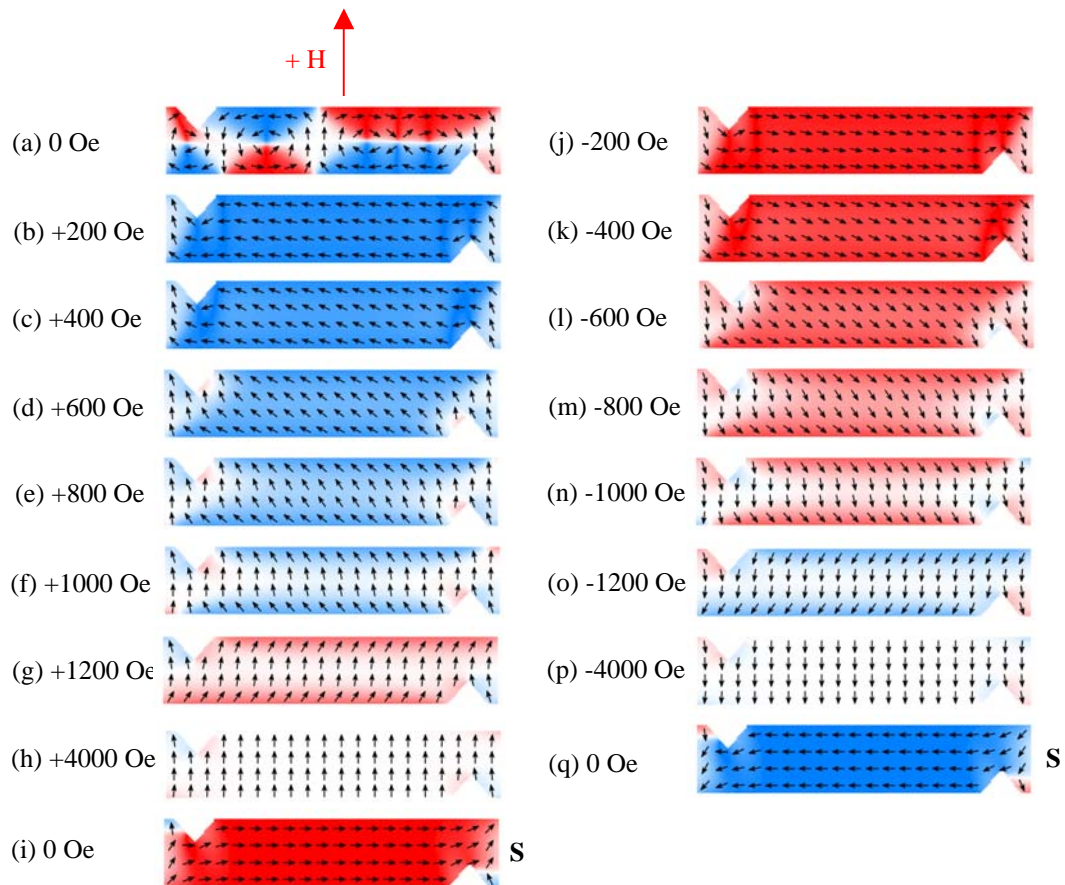 + H
(a) 0 Oe
(b) +200 Oe
(c) +400 Oe
(d) +600 Oe
(e) +800 Oe
(f) +1000 Oe
(g) +1200 Oe
(h) +4000 Oe
(i) 0 Oe
S
(j) -200 Oe
(k) -400 Oe
(l) -600 Oe
(m) -800 Oe
(n) -1000 Oe
(o) -1200 Oe
(p) -4000 Oe
(q) 0 Oe
S